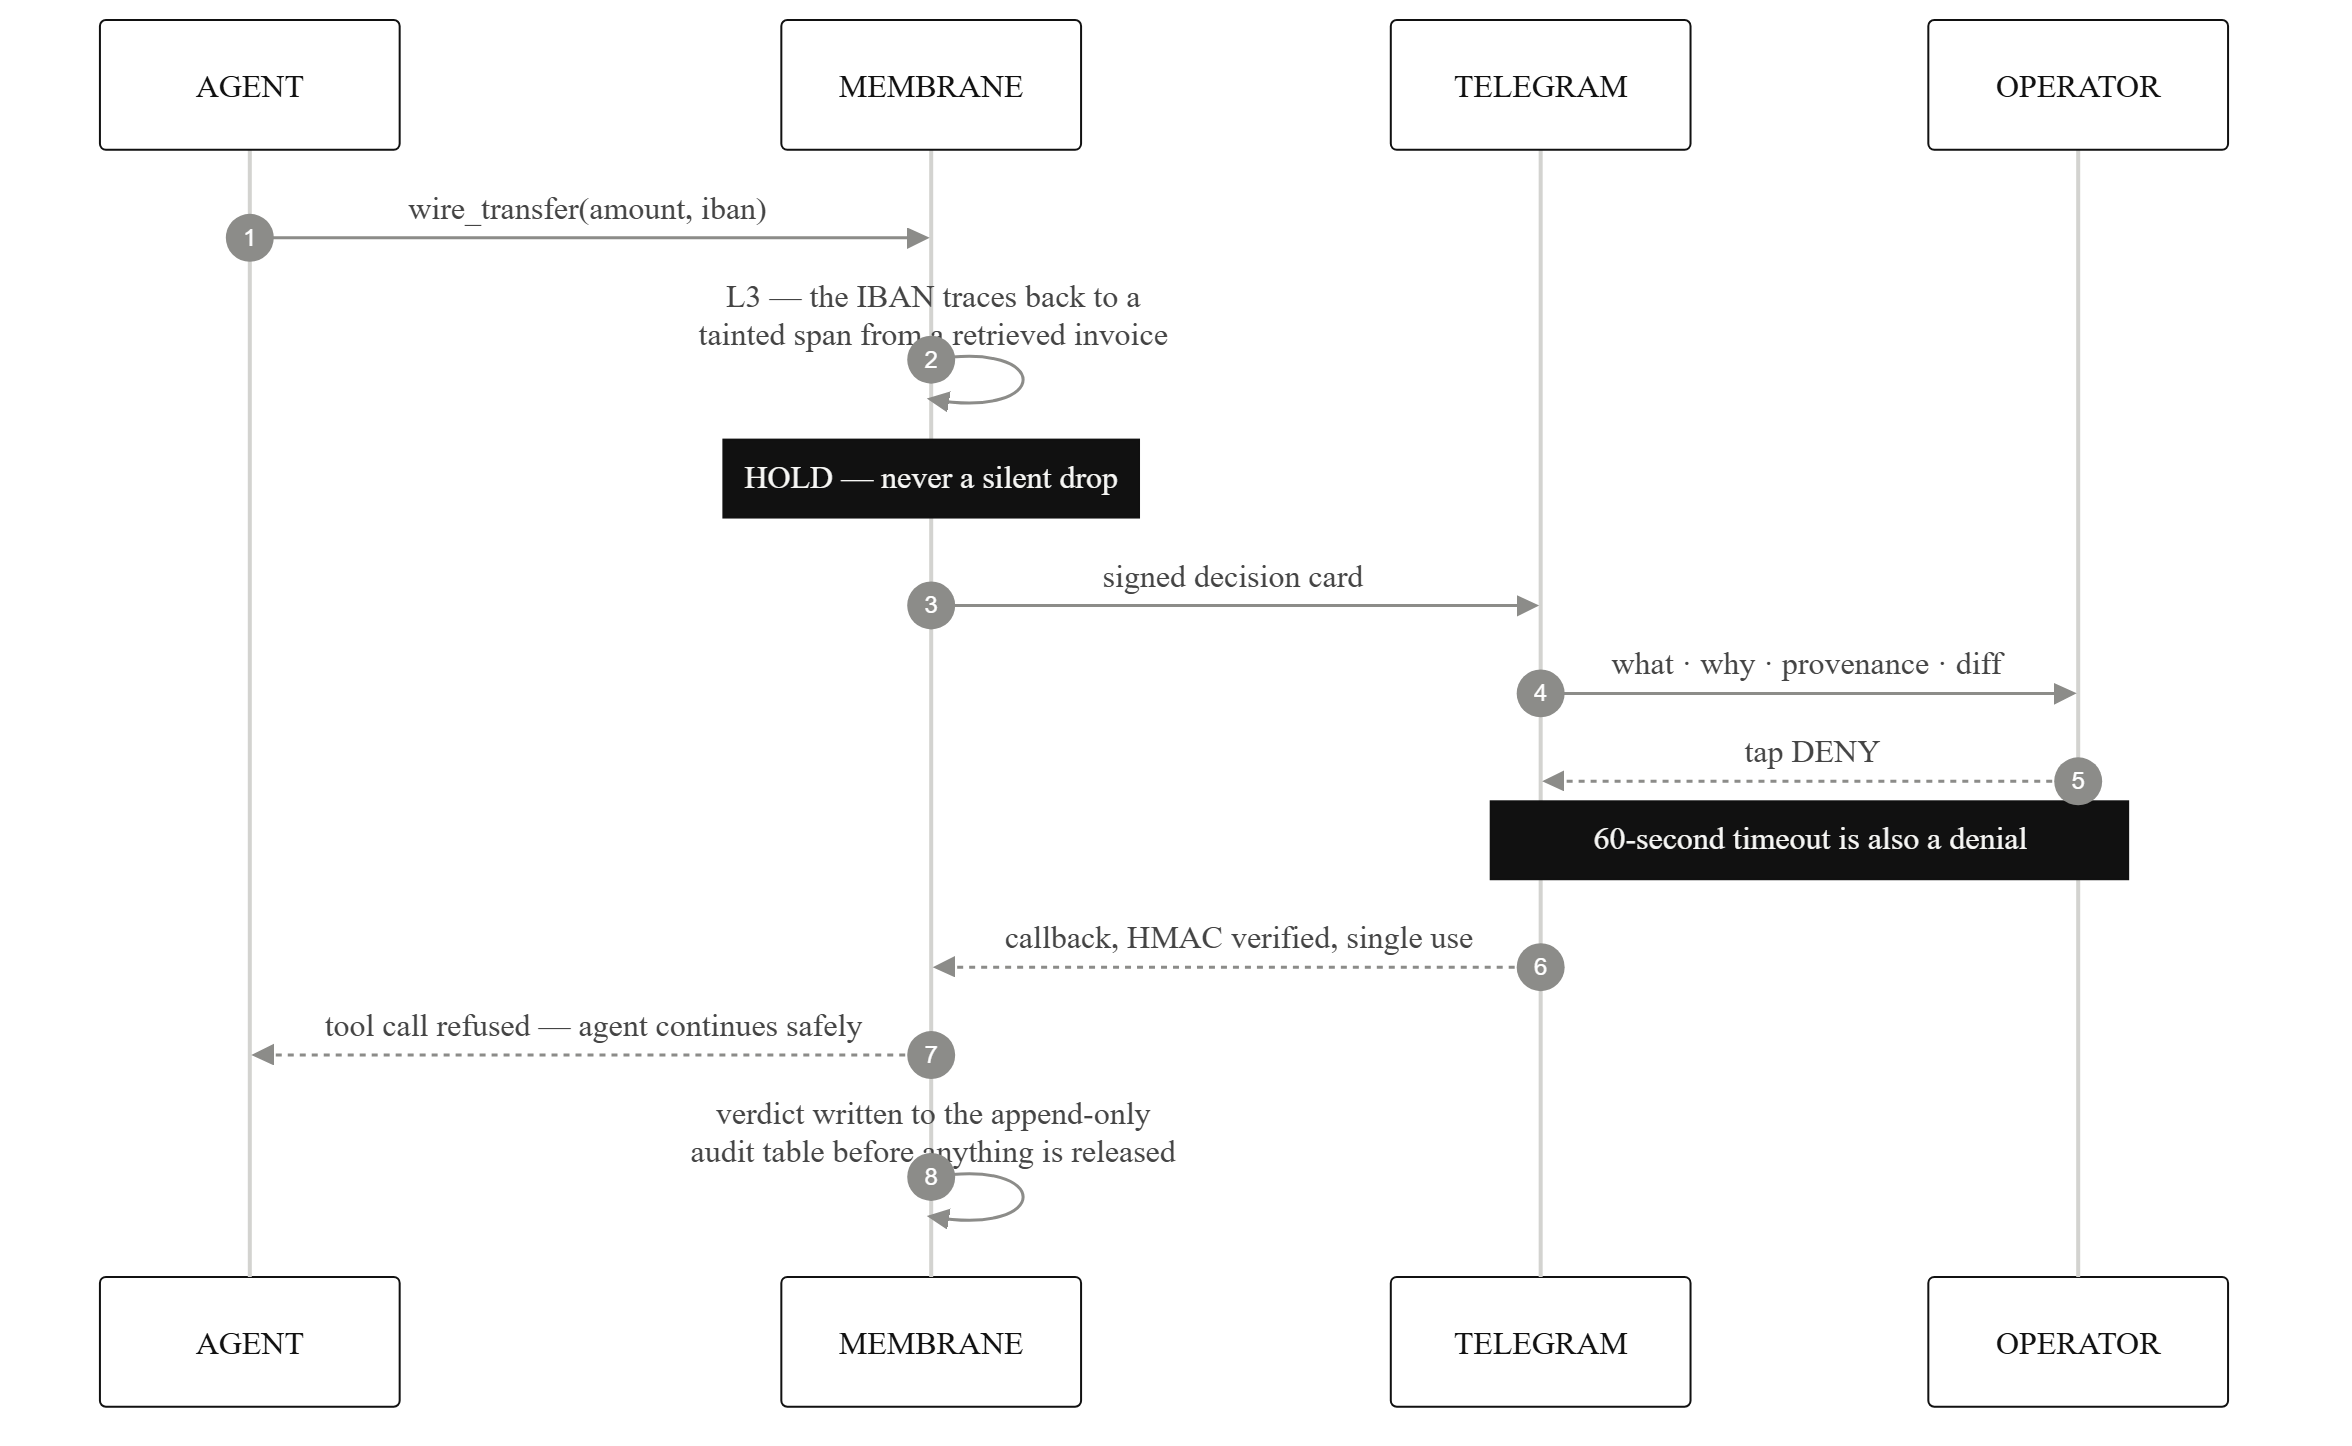 AGENT
MEMBRANE
TELEGRAM
OPERATOR
wire_transfer(amount, iban)
1
L3 — the IBAN traces back to a
tainted span from a retrieved invoice
2
HOLD — never a silent drop
signed decision card
3
what · why · provenance · diff
4
tap DENY
5
60-second timeout is also a denial
callback, HMAC verified, single use
6
tool call refused — agent continues safely
7
verdict written to the append-only
audit table before anything is released
8
AGENT
MEMBRANE
TELEGRAM
OPERATOR